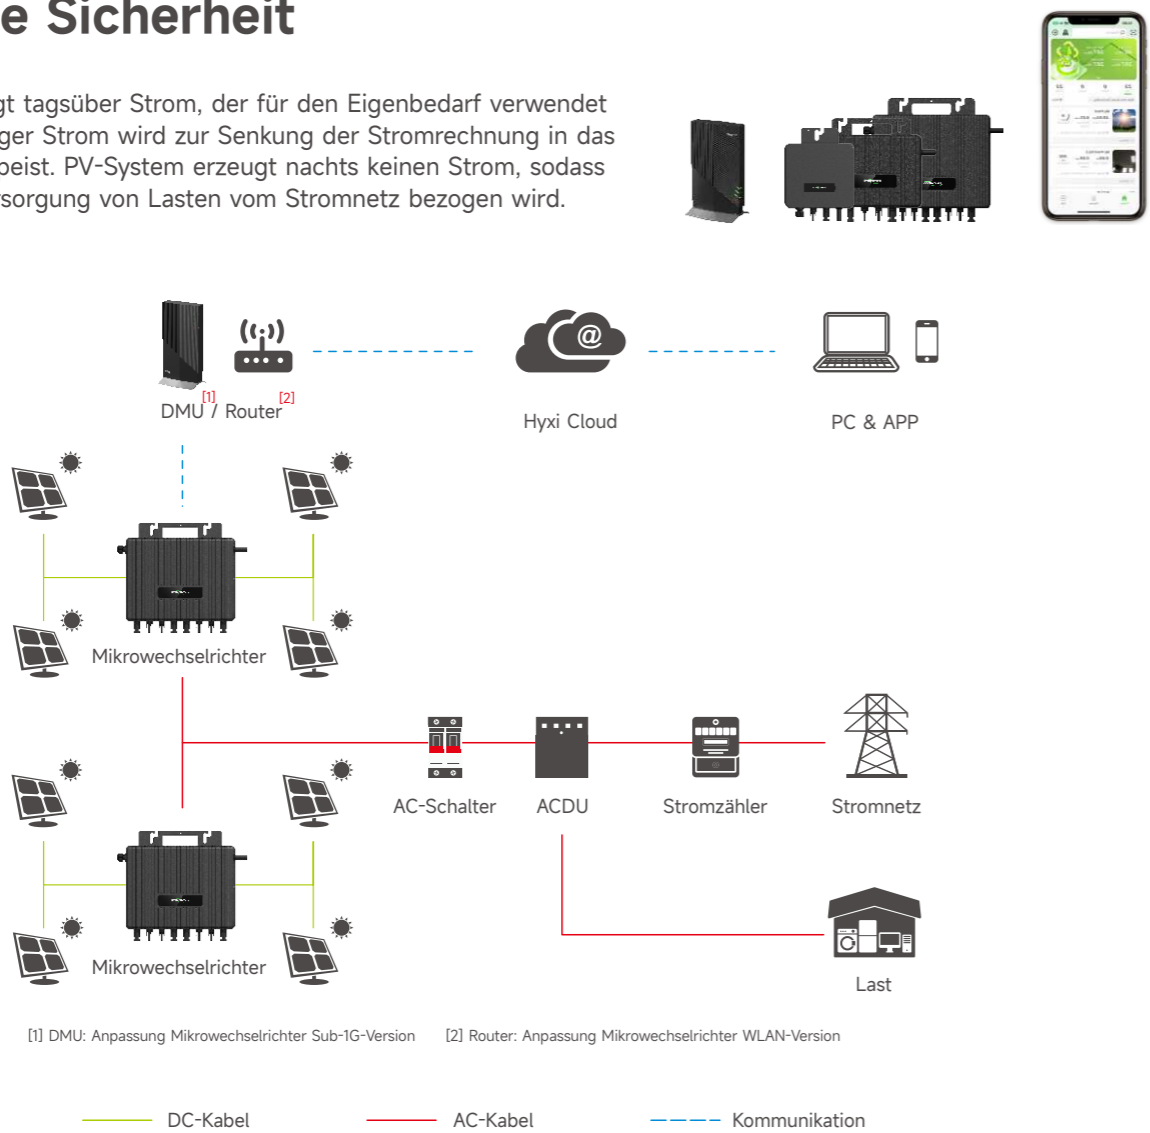 e Sicherheit
gt tagsüber Strom, der für den Eigenbedarf verwendet
ger Strom wird zur Senkung der Stromrechnung in das
peist. PV-System erzeugt nachts keinen Strom, sodass
rsorgung von Lasten vom Stromnetz bezogen wird.
@
DMU[1] / Router[2]
Hyxi Cloud
PC & APP
Mikrowechselrichter
AC-Schalter
ACDU
Stromzähler
Stromnetz
Mikrowechselrichter
Last
[1] DMU: Anpassung Mikrowechselrichter Sub-1G-Version
[2] Router: Anpassung Mikrowechselrichter WLAN-Version
DC-Kabel
AC-Kabel
Kommunikation